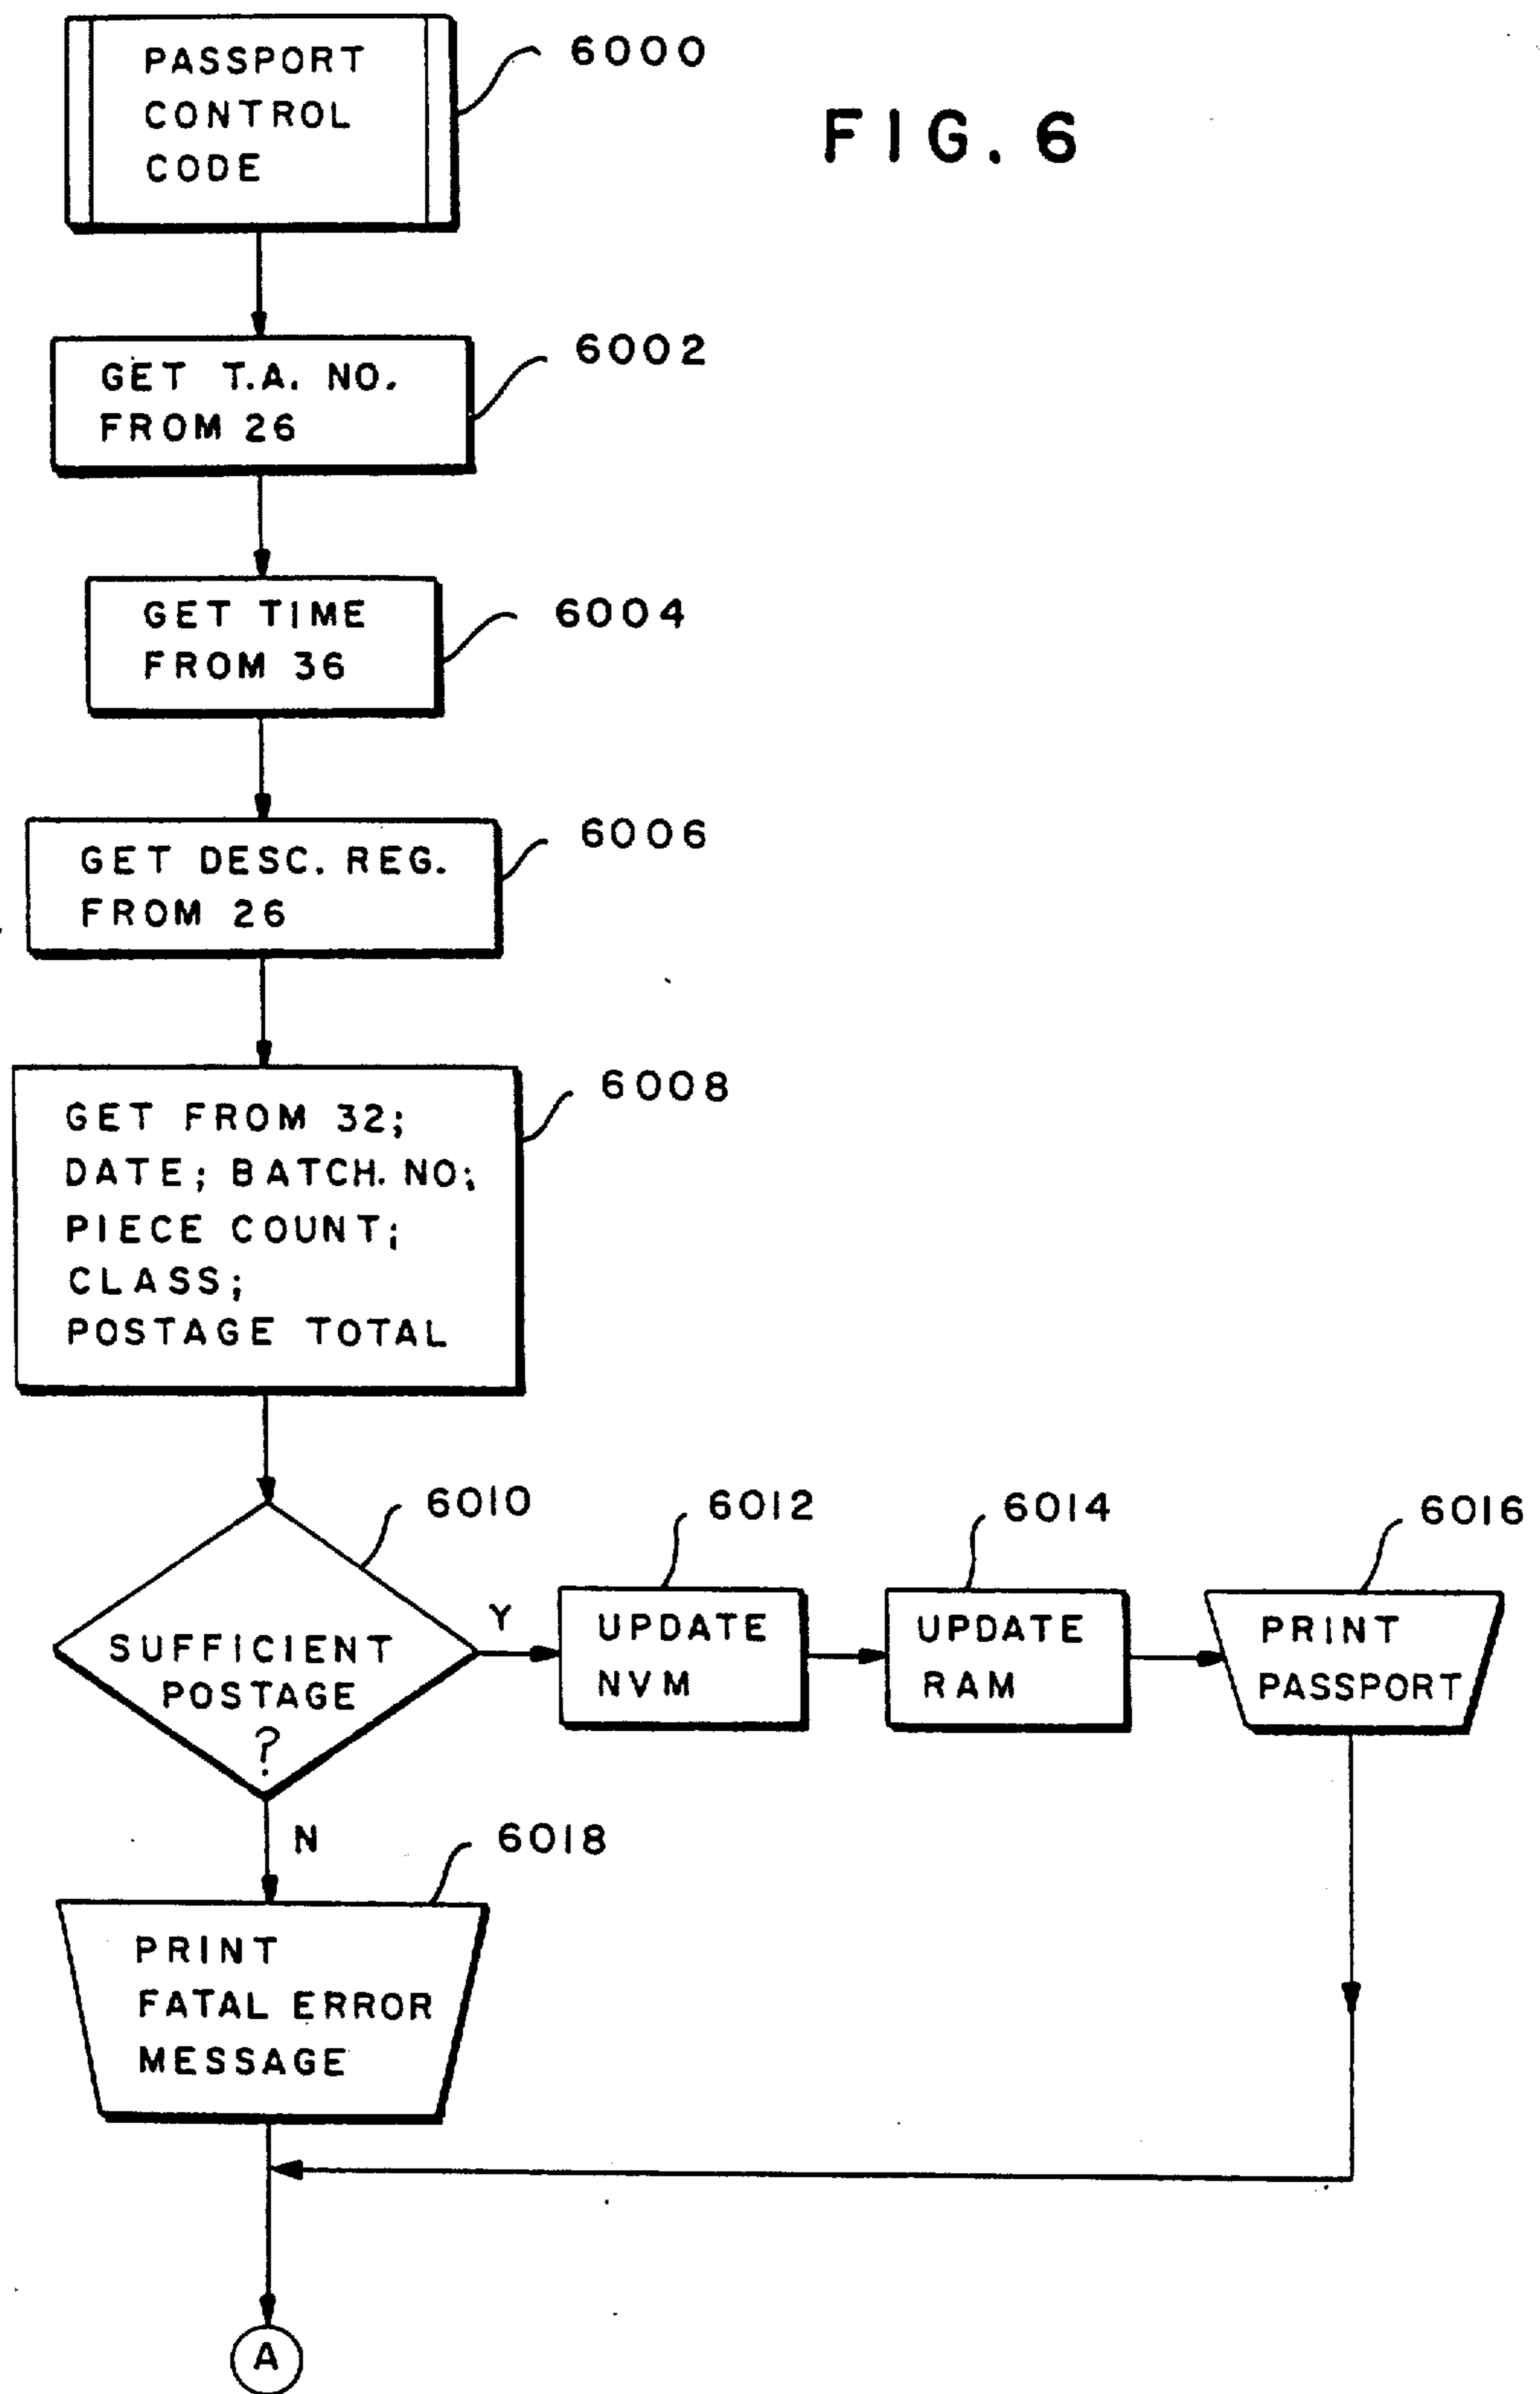 PASSPORT
CONTROL
CODE
6000
FIG. 6
GET T.A. NO.
FROM 26
6002
GET TIME
FROM 36
6004
GET DESC. REG.
FROM 26
6006
GET FROM 32;
DATE; BATCH. NO;
PIECE COUNT;
CLASS;
POSTAGE TOTAL
6008
SUFFICIENT
POSTAGE
?
6010
Y
UPDATE
NVM
6012
UPDATE
RAM
6014
PRINT
PASSPORT
6016
N
PRINT
FATAL ERROR
MESSAGE
6018
A